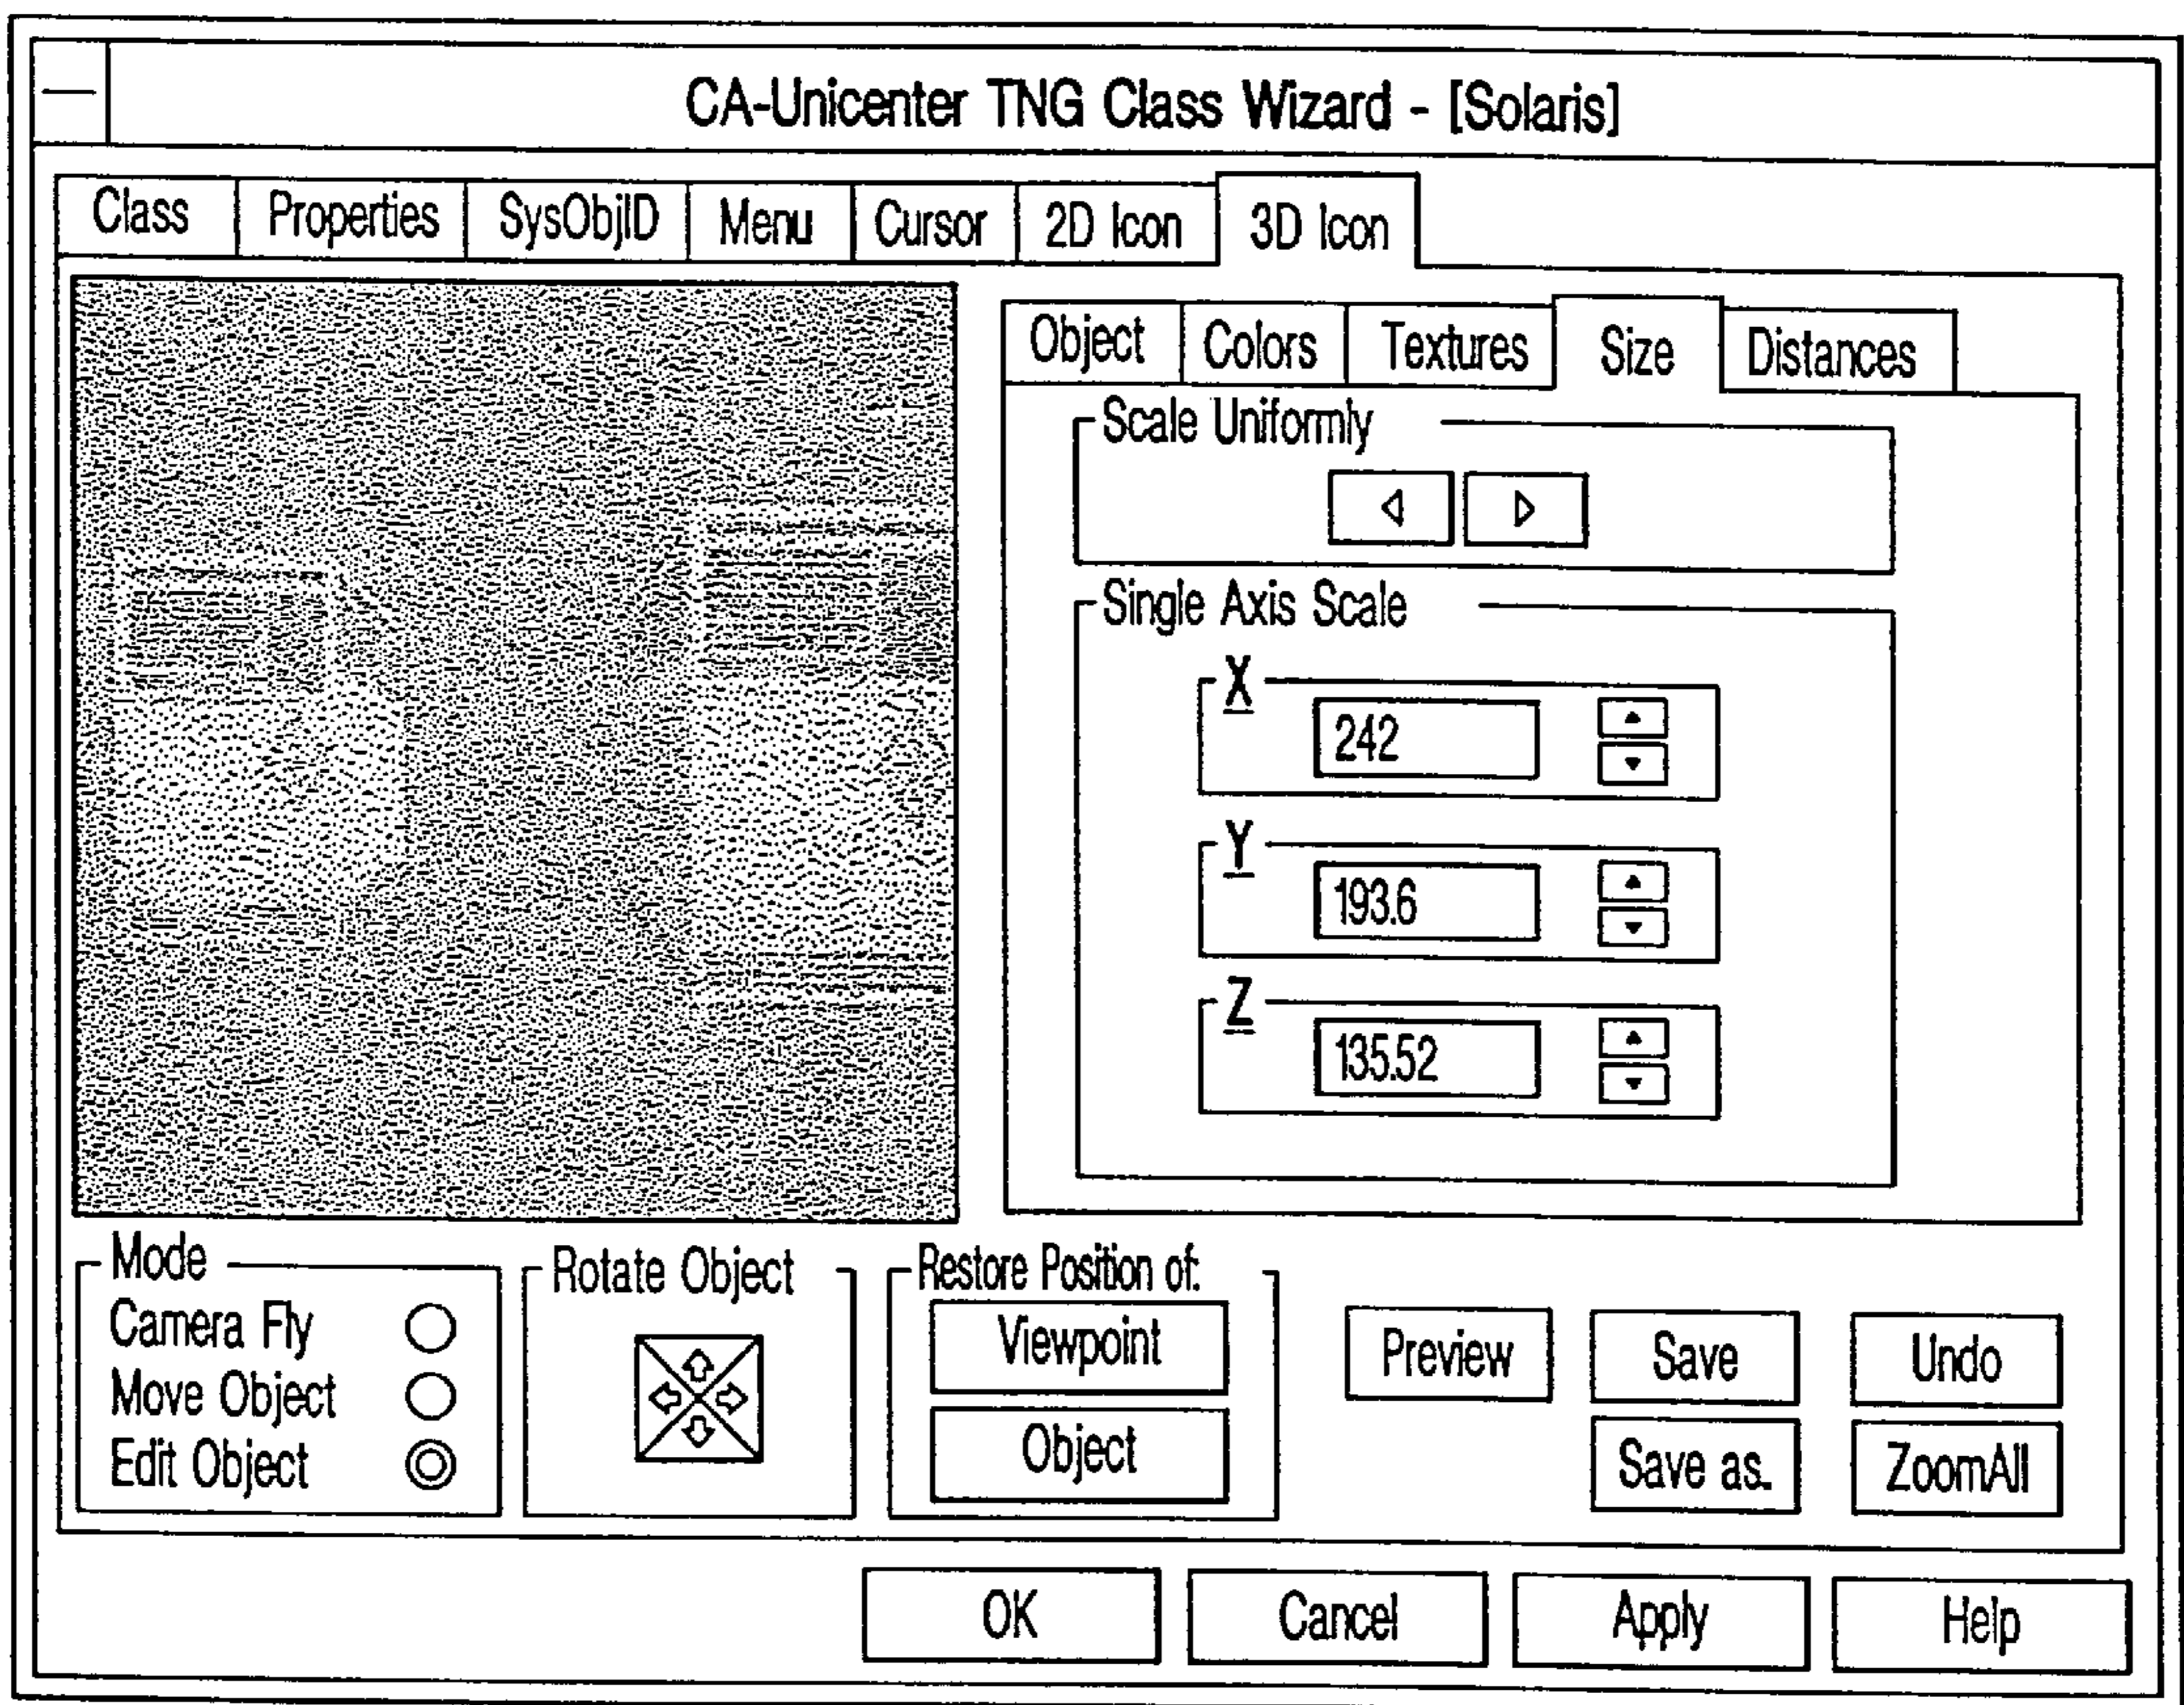 CA-Unicenter TNG Class Wizard - [Solaris]
Class Properties SysObjID Menu Cursor 2D Icon 3D Icon
Object Colors Textures Size Distances
Scale Uniformly
Single Axis Scale
X
242
Y
193.6
Z
135.52
Mode
Camera Fly
Move Object
Edit Object
Rotate Object
Restore Position of:
Viewpoint
Object
Preview Save Undo
Save as. ZoomAll
OK Cancel Apply Help